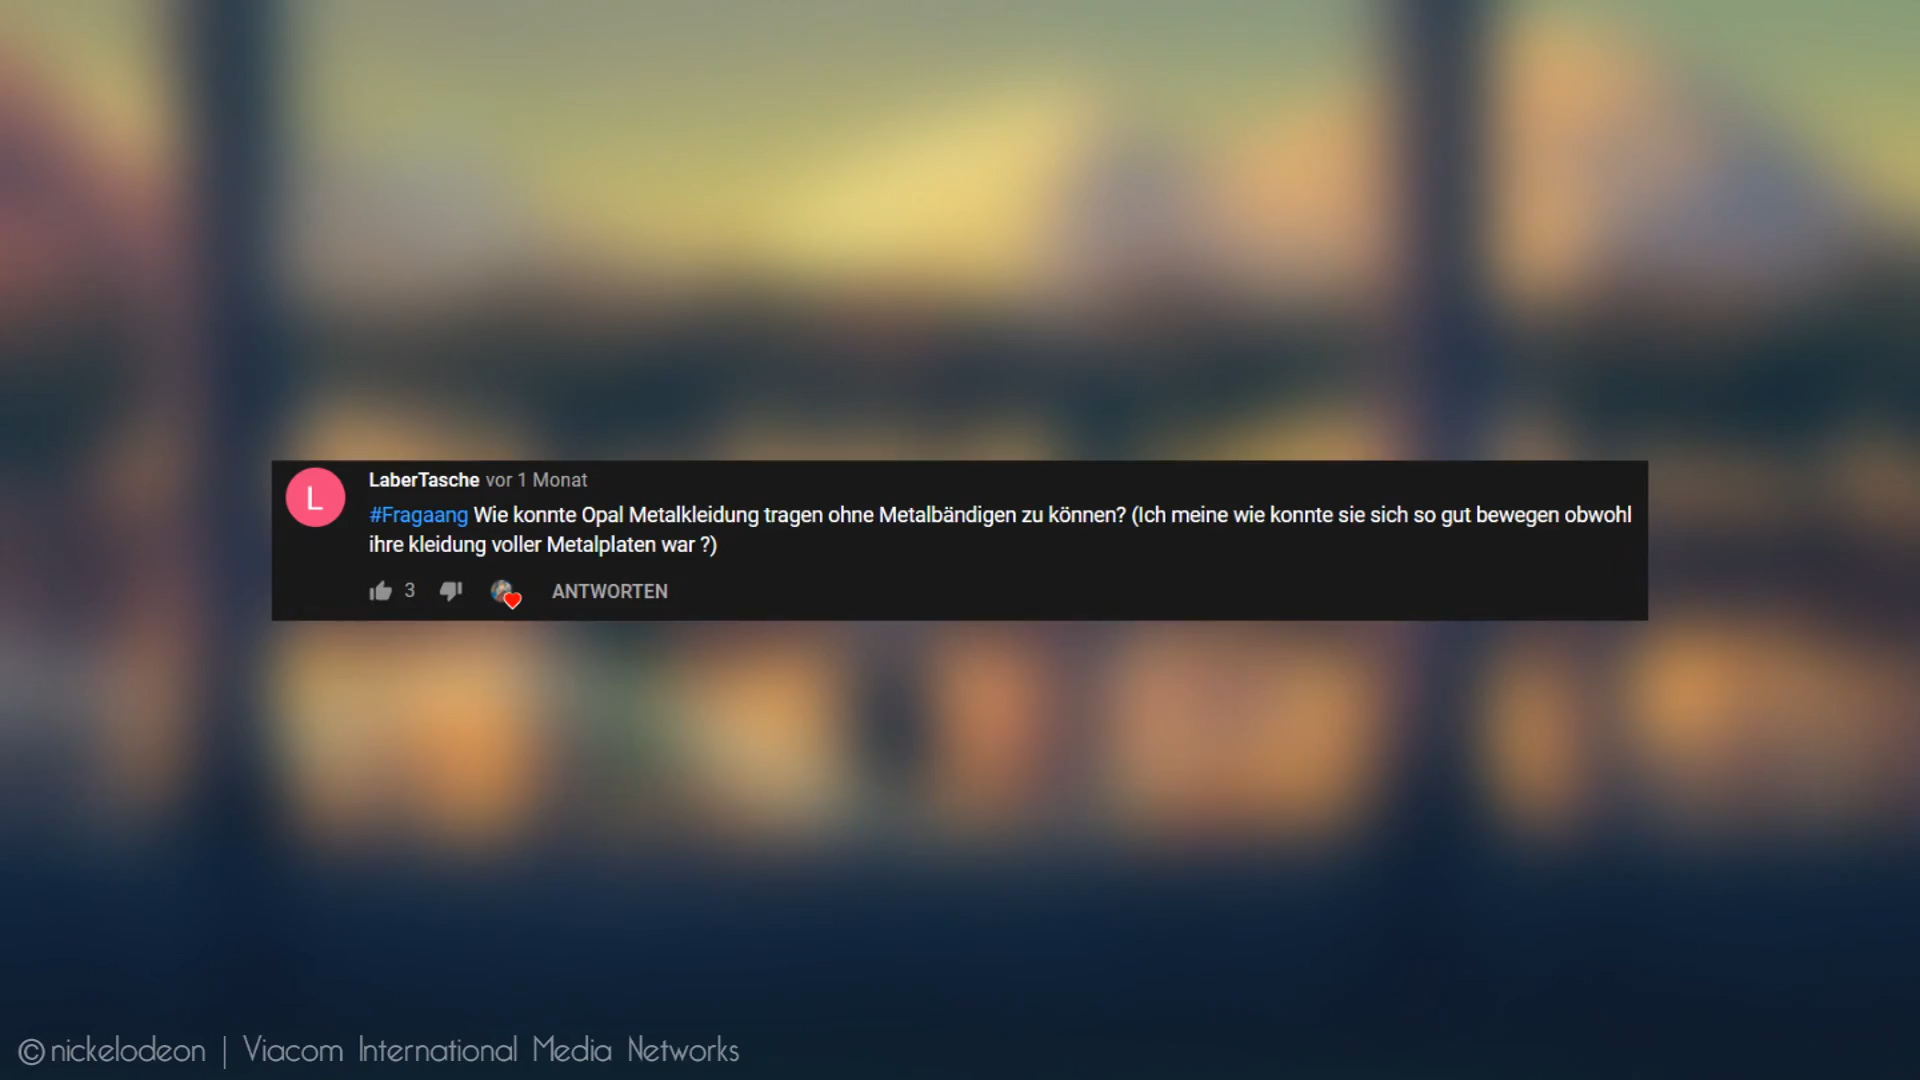 L
LaberTasche vor 1 Monat
#Fragaang Wie konnte Opal Metalkleidung tragen ohne Metalbändigen zu können? (Ich meine wie konnte sie sich so gut bewegen obwohl
ihre kleidung voller Metalplaten war ?)
3 ANTWORTEN
©nickelodeon | Viacom International Media Networks